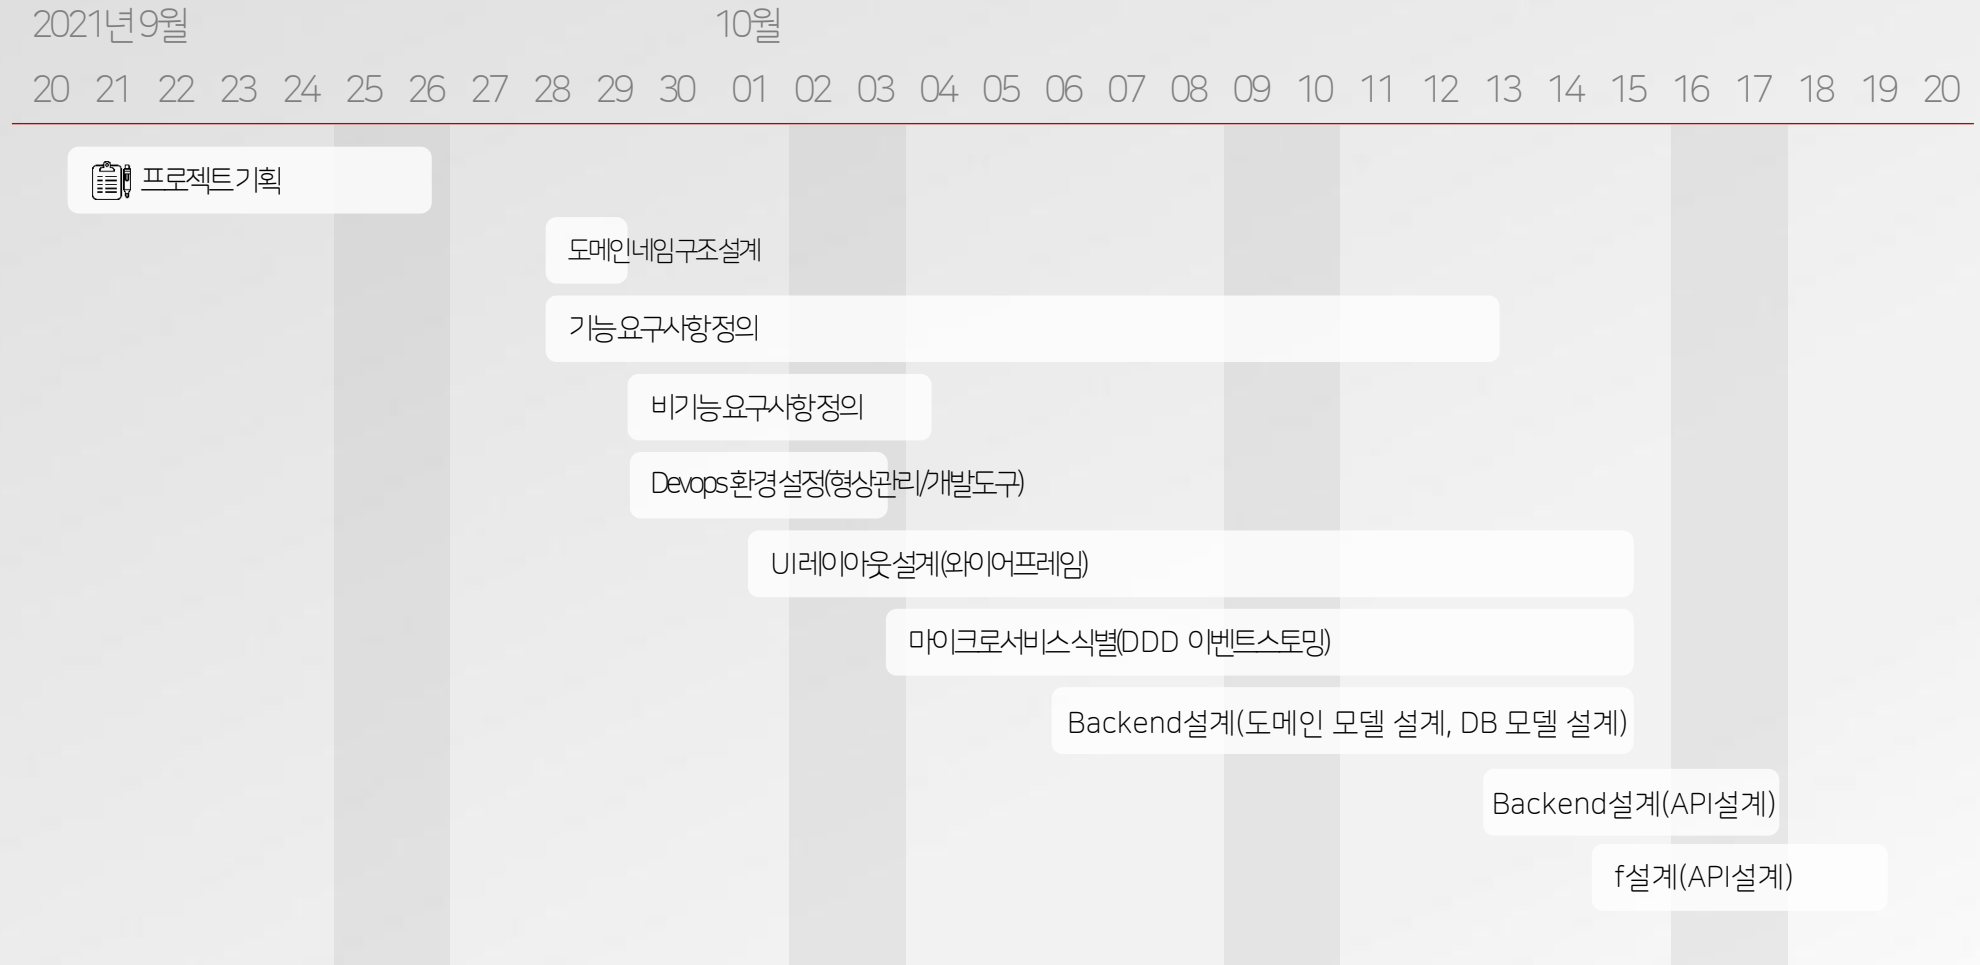 2021년 9월 10월
20 21 22 23 24 25 26 27 28 29 30 01 02 03 04 05 06 07 08 09 10 11 12 13 14 15 16 17 18 19 20
프로젝트 기획
도메인 네임 구조 설계
기능 요구사항 정의
비기능 요구사항 정의
Devops 환경 설정(형상관리/개발도구)
UI 레이아웃 설계(와이어프레임)
마이크로서비스 식별(DDD 이벤트스토밍)
Backend설계(도메인 모델 설계, DB 모델 설계)
Backend설계(API설계)
f설계(API설계)